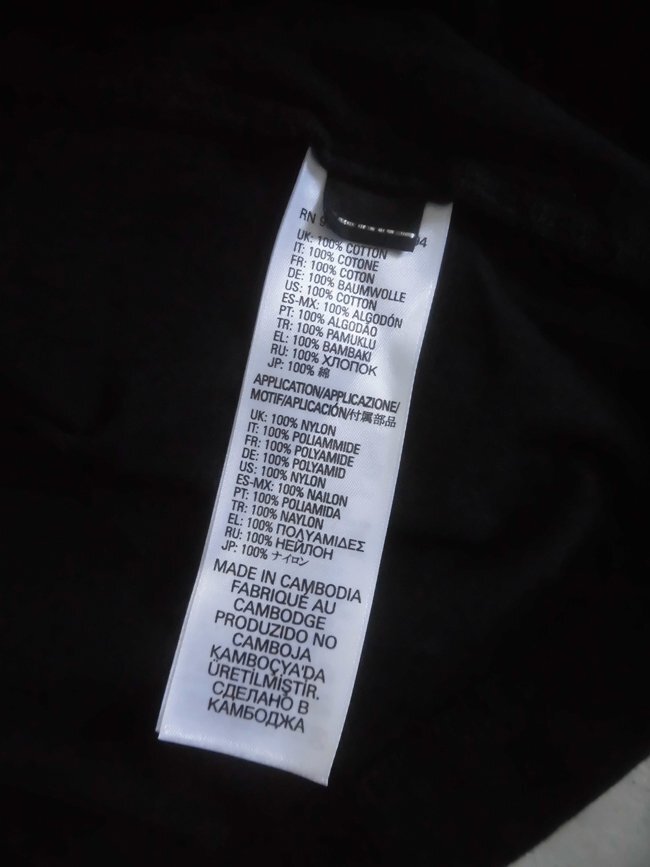 RN
UK: 100% COTTON
IT: 100% COTONE
FR: 100% COTON
DE: 100% BAUMWOLLE
US: 100% COTTON
ES-MX: 100% ALGODÓN
PT: 100% ALGODÃO
TR: 100% PAMUKLU
EL: 100% BAMBAKI
RU: 100% ХЛОПОК
JP: 100% 綿
APPLICATION/APPLICAZIONE/
MOTIF/APLICACIÓN/付属部品
UK: 100% NYLON
IT: 100% POLIAMMIDE
FR: 100% POLYAMIDE
DE: 100% POLYAMID
US: 100% NYLON
ES-MX: 100% NAILON
PT: 100% POLIAMIDA
TR: 100% NAYLON
EL: 100% ΠΟΛΥΑΜΙΔΕΣ
RU: 100% НЕЙЛОН
JP: 100% ナイロン
MADE IN CAMBODIA
FABRIQUÉ AU
CAMBODGE
PRODUZIDO NO
CAMBOJA
KAMBOÇYA'DA
ÜRETİLMİŞTİR.
СДЕЛАНО В
КАМБОДЖА